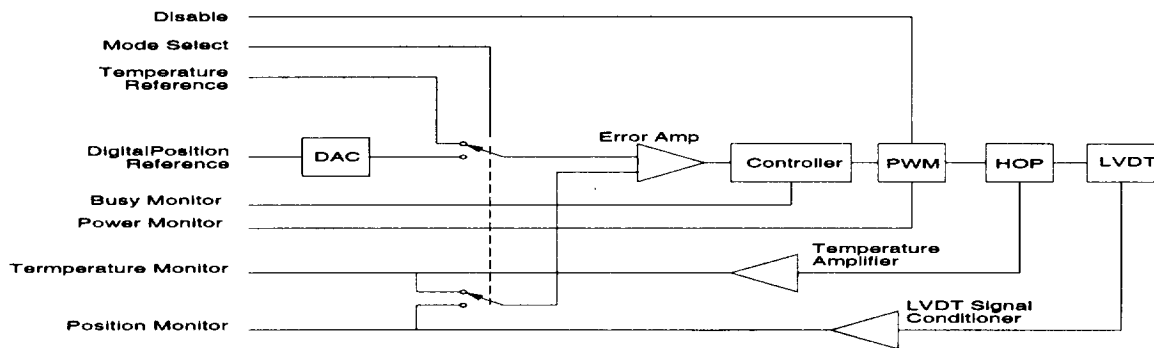 Disable
Mode Select
Temperature
Reference
Error Amp
DigitalPosition
Reference
DAC
Controller
PWM
HOP
LVDT
Busy Monitor
Power Monitor
Temperature
Amplifier
Termperature Monitor
LVDT Signal
Conditioner
Position Monitor